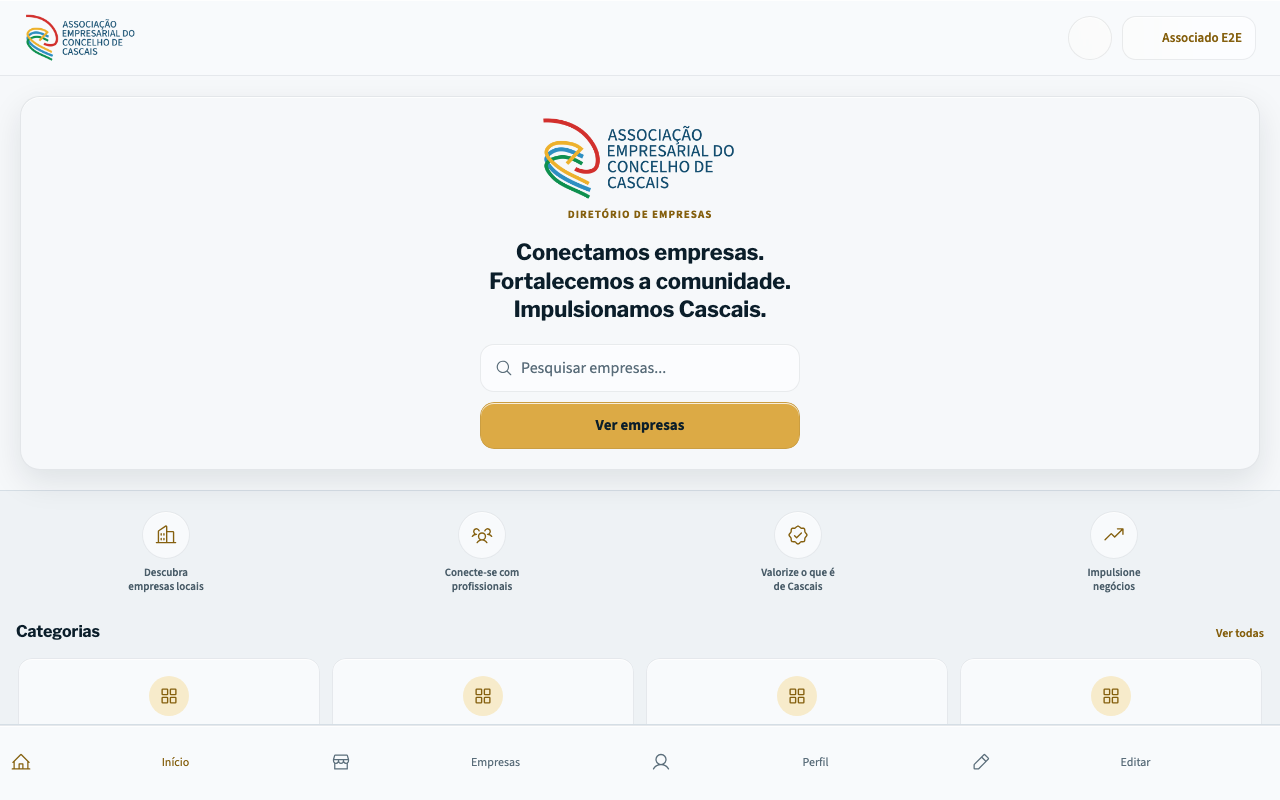 ASSOCIAÇÃO
EMPRESARIAL DO
CONCELHO DE
CASCAIS
Associado E2E
ASSOCIAÇÃO
EMPRESARIAL DO
CONCELHO DE
CASCAIS
DIRETÓRIO DE EMPRESAS
Conectamos empresas.
Fortalecemos a comunidade.
Impulsionamos Cascais.
Pesquisar empresas...
Ver empresas
Descubra
empresas locais
Conecte-se com
profissionais
Valorize o que é
de Cascais
Impulsione
negócios
Categorias
Ver todas
Início
Empresas
Perfil
Editar